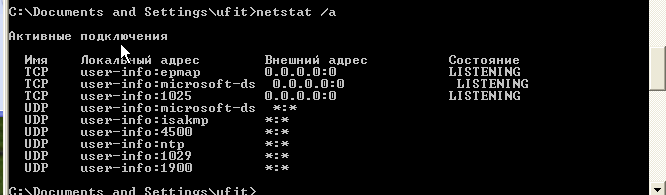 C:\Documents and Settings\ufit>netstat /a
Активные подключения
Имя Локальный адрес Внешний адрес Состояние
TCP user-info:epmap 0.0.0.0:0 LISTENING
TCP user-info:microsoft-ds 0.0.0.0:0 LISTENING
TCP user-info:1025 0.0.0.0:0 LISTENING
UDP user-info:microsoft-ds *:*
UDP user-info:isakmp *:*
UDP user-info:4500 *:*
UDP user-info:ntp *:*
UDP user-info:1029 *:*
UDP user-info:1900 *:*
C:\Documents and Settings\ufit>